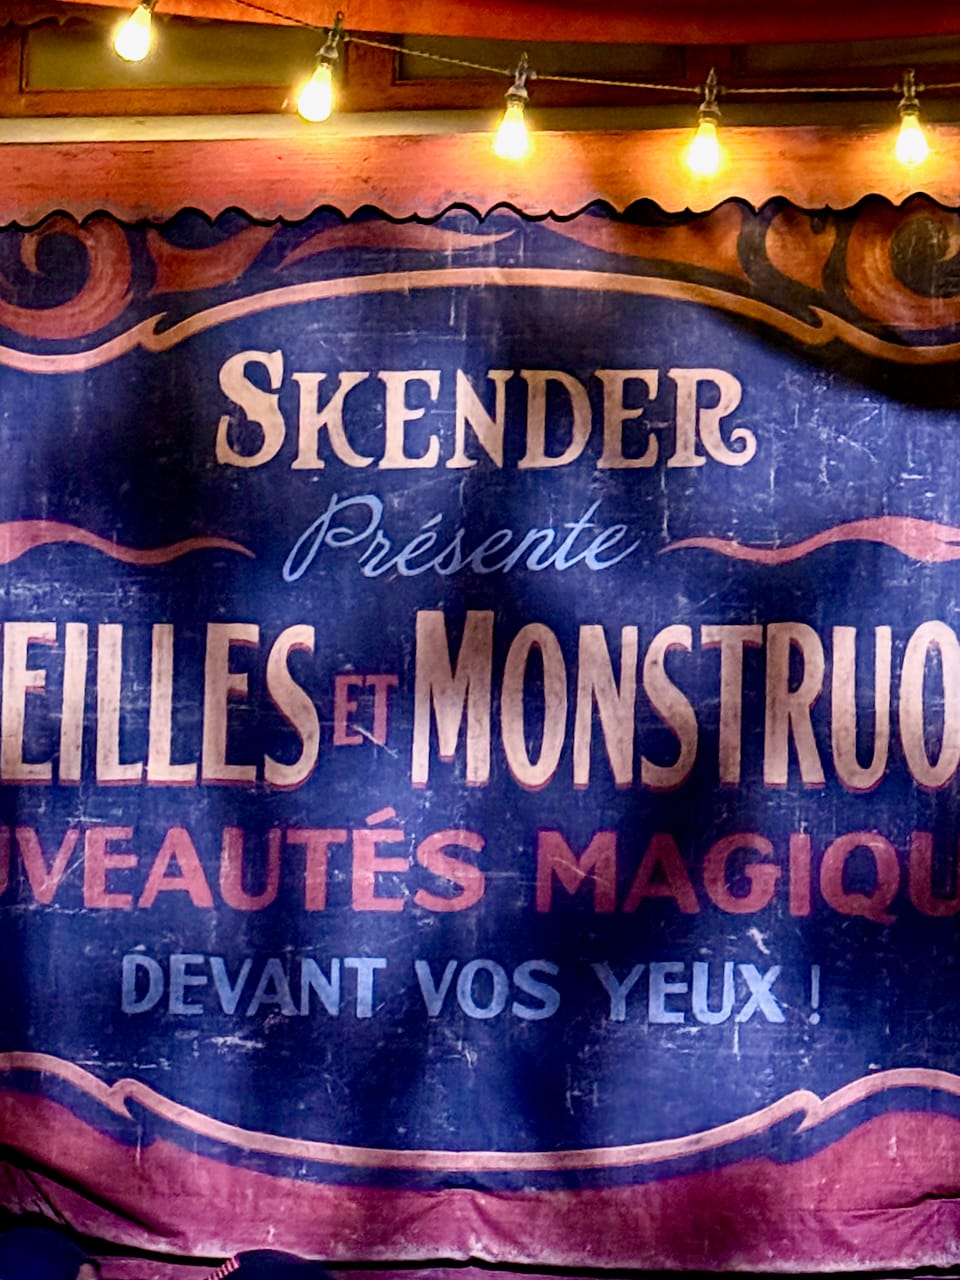 SKENDER
Présente
EILLES ET MONSTRUO
UVEAUTÉS MAGIQU
DEVANT VOS YEUX !